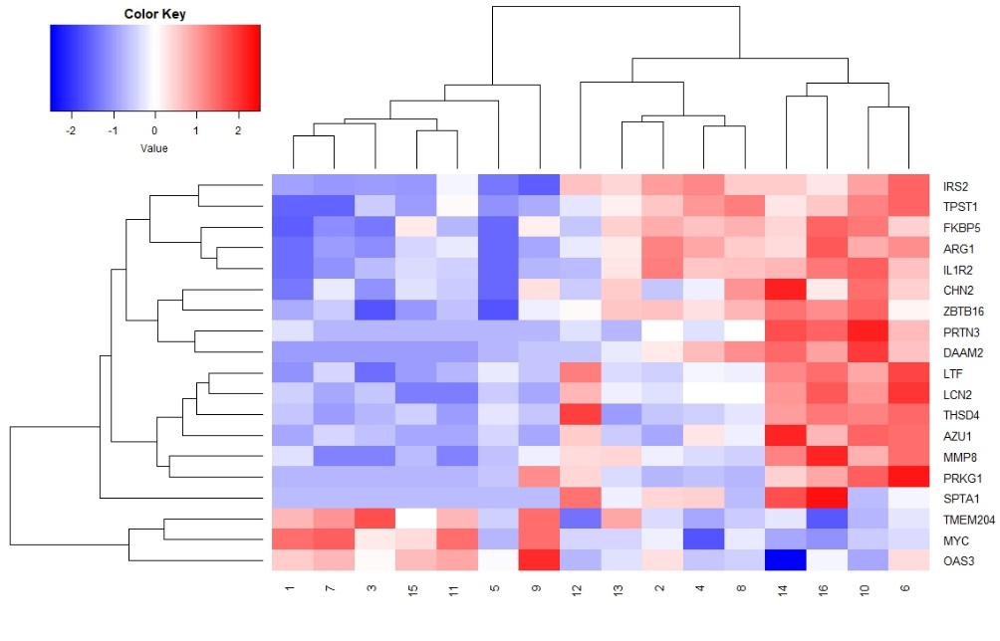 Color Key
-2 -1 0 1 2
Value
IRS2
TPST1
FKBP5
ARG1
IL1R2
CHN2
ZBTB16
PRTN3
DAAM2
LTF
LCN2
THSD4
AZU1
MMP8
PRKG1
SPTA1
TMEM204
MYC
OAS3
1 7 3 15 11 5 9 12 13 2 4 8 14 16 10 6